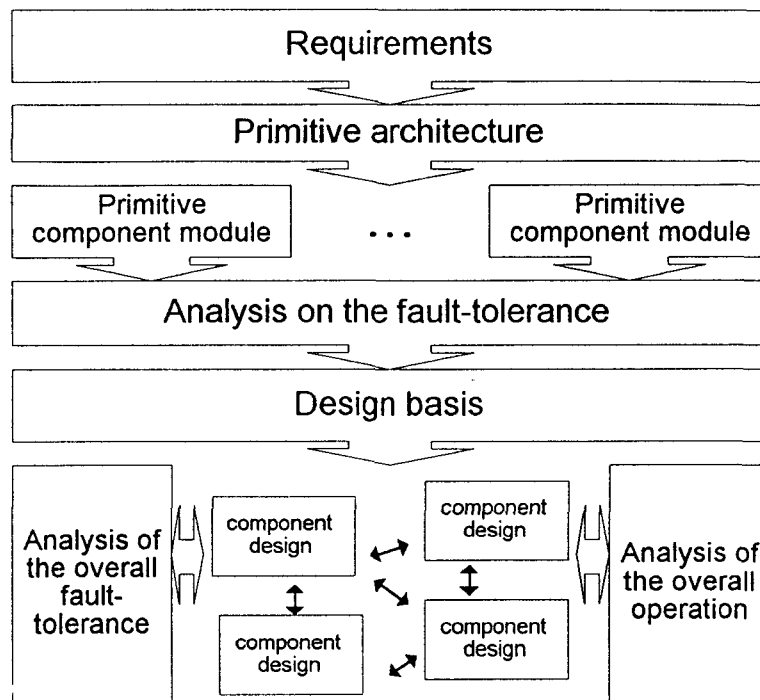 Requirements
Primitive architecture
Primitive
component module
...
Primitive
component module
Analysis on the fault-tolerance
Design basis
Analysis of
the overall
fault-
tolerance
component
design
component
design
component
design
component
design
Analysis of
the overall
operation